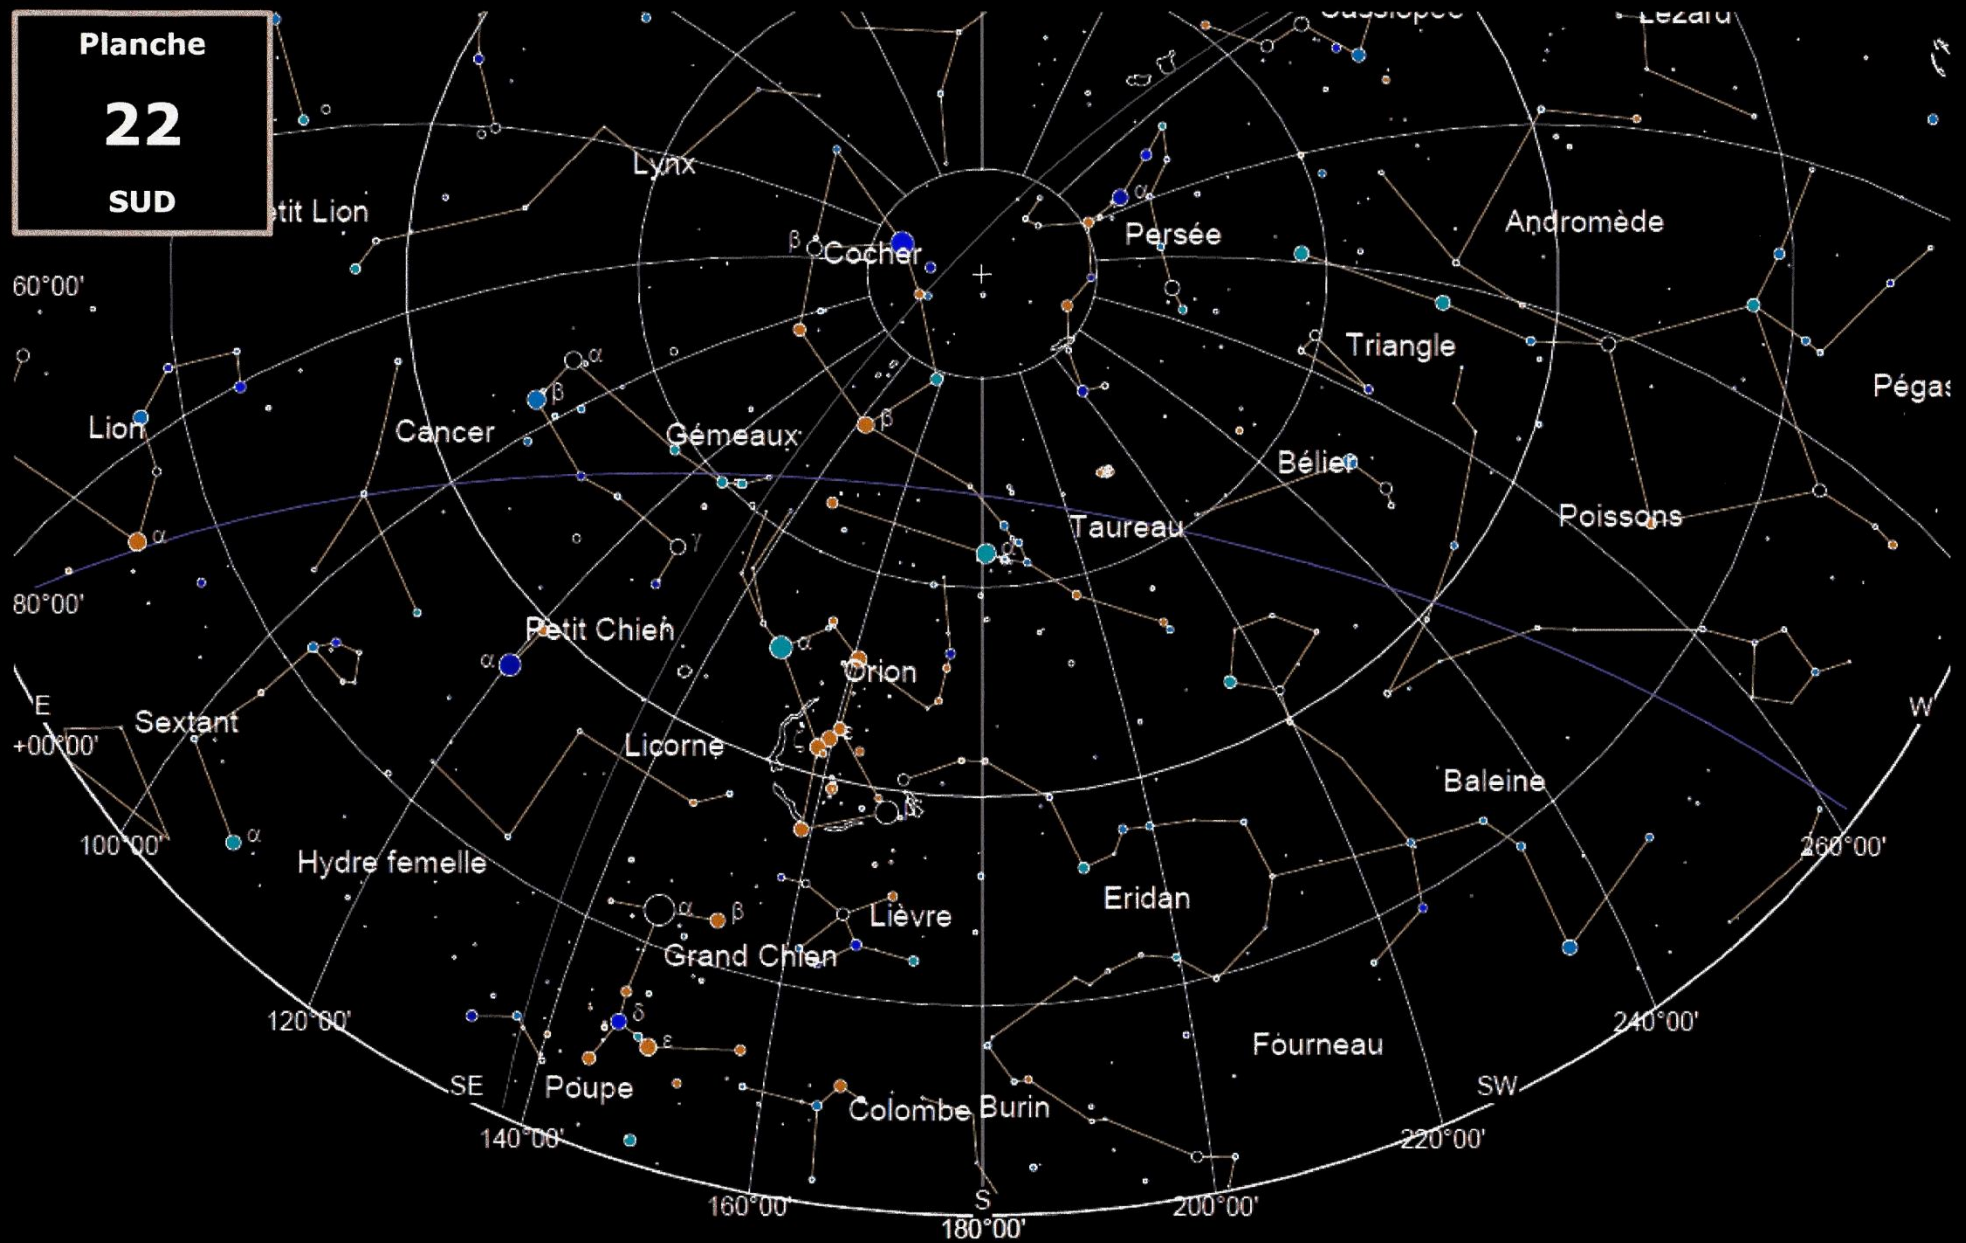 Planche
22
SUD
Cassiopée
Lézard
Lynx
etit Lion
Persée
Andromède
β
Cocher
α
60°00'
Triangle
α
β
Pégas
Lion
Cancer
Gémeaux
β
Bélier
Poissons
Taureau
α
α
γ
80°00'
Petit Chien
α
α
Orion
E
Sextant
W
+00°00'
Licorne
ζ
ε
Baleine
β
100°00'
α
260°00'
Hydre femelle
Eridan
α
β
Lièvre
Grand Chien
120°00'
δ
ε
240°00'
Fourneau
SE
Poupe
SW
Colombe
Burin
140°00'
220°00'
160°00'
S
200°00'
180°00'